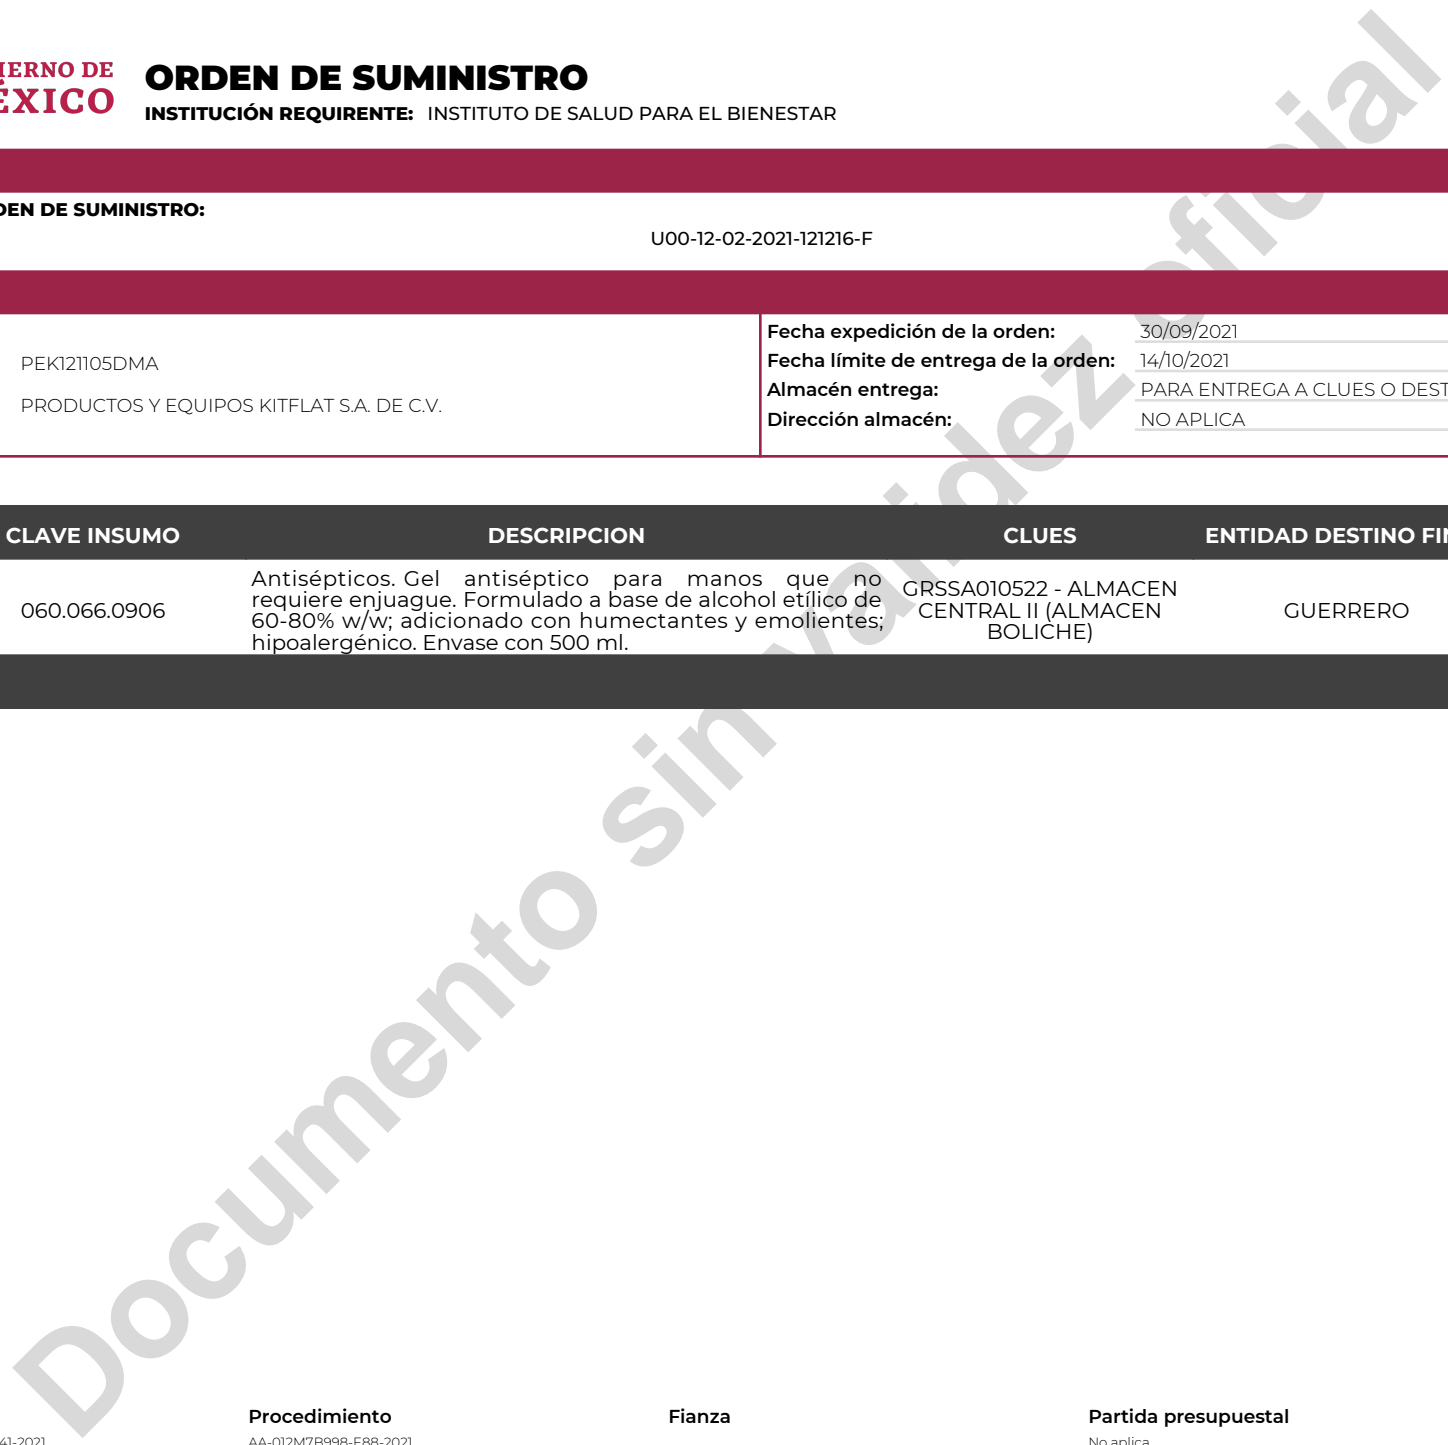 ORDEN DE SUMINISTRO
INSTITUCIÓN REQUIRENTE: INSTITUTO DE SALUD PARA EL BIENESTAR
DE
XICO
DE SUMINISTRO:
U00-12-02-2021-121216-F
PEK121105DMA
PRODUCTOS Y EQUIPOS KITFLAT S.A. DE C.V.
Fecha expedición de la orden: 30/09/2021
Fecha límite de entrega de la orden: 14/10/2021
Almacén entrega: PARA ENTREGA A CLUES O DEST
Dirección almacén: NO APLICA
CLAVE INSUMO DESCRIPCION CLUES ENTIDAD DESTINO FIN
060.066.0906
Antisépticos. Gel antiséptico para manos que no
requiere enjuague. Formulado a base de alcohol etílico de
60-80% w/w; adicionado con humectantes y emolientes;
hipoalergénico. Envase con 500 ml.
GRSSA010522 - ALMACEN
CENTRAL II (ALMACEN
BOLICHE)
GUERRERO
Documento sin validez oficial
Procedimiento Fianza Partida presupuestal
41-2021 AA-012M7B998-E88-2021 No aplica